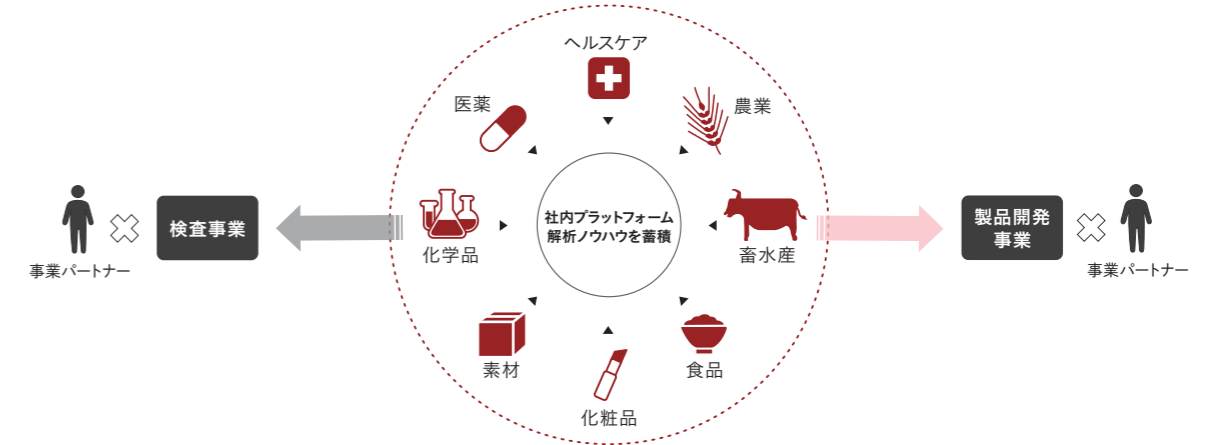 ヘルスケア
医薬
農業
検査事業
事業パートナー
化学品
社内プラットフォーム
解析ノウハウを蓄積
畜水産
製品開発
事業
事業パートナー
素材
食品
化粧品